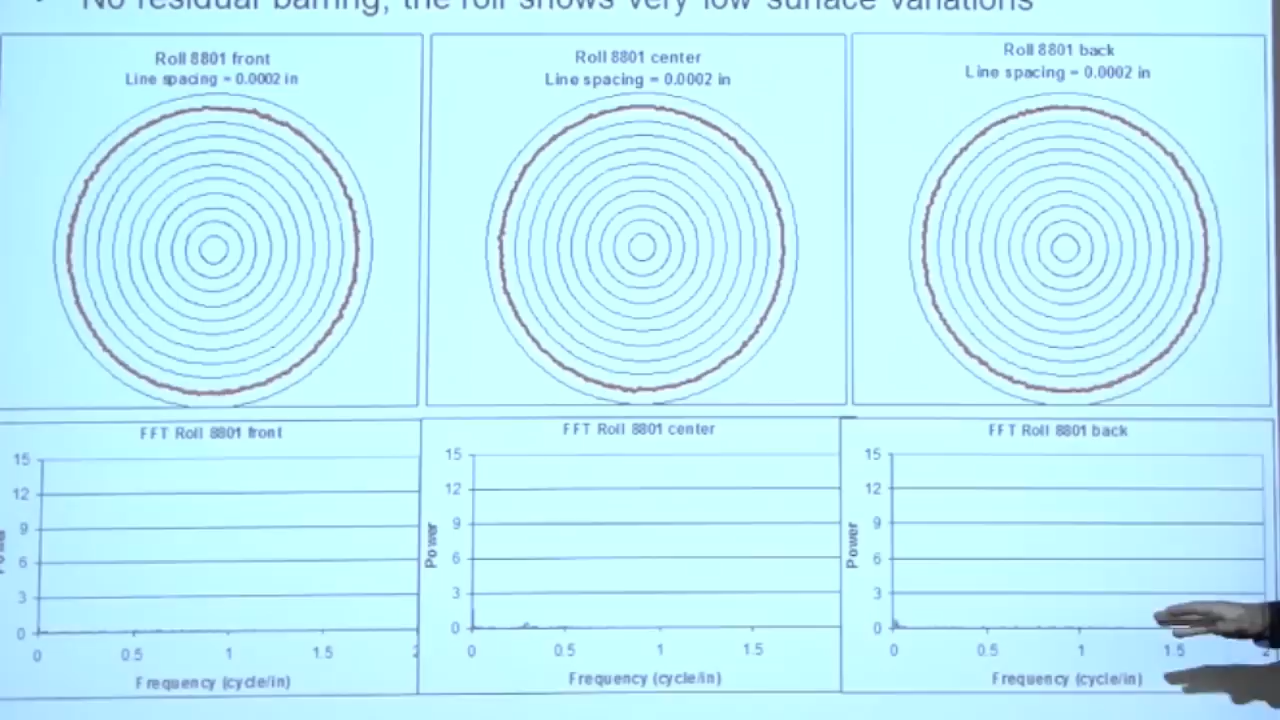 No residual barring, the roll shows very low surface variations
Roll 8801 front
Line spacing = 0.0002 in
Roll 8801 center
Line spacing = 0.0002 in
Roll 8801 back
Line spacing = 0.0002 in
FFT Roll 8801 front
15
12
9
6
3
0
0 0.5 1 1.5 2
Frequency (cycle/in)
FFT Roll 8801 center
Power
15
12
9
6
3
0
0 0.5 1 1.5
Frequency (cycle/in)
FFT Roll 8801 back
Power
15
12
9
6
3
0
0 0.5 1 1.5 2
Frequency (cycle/in)